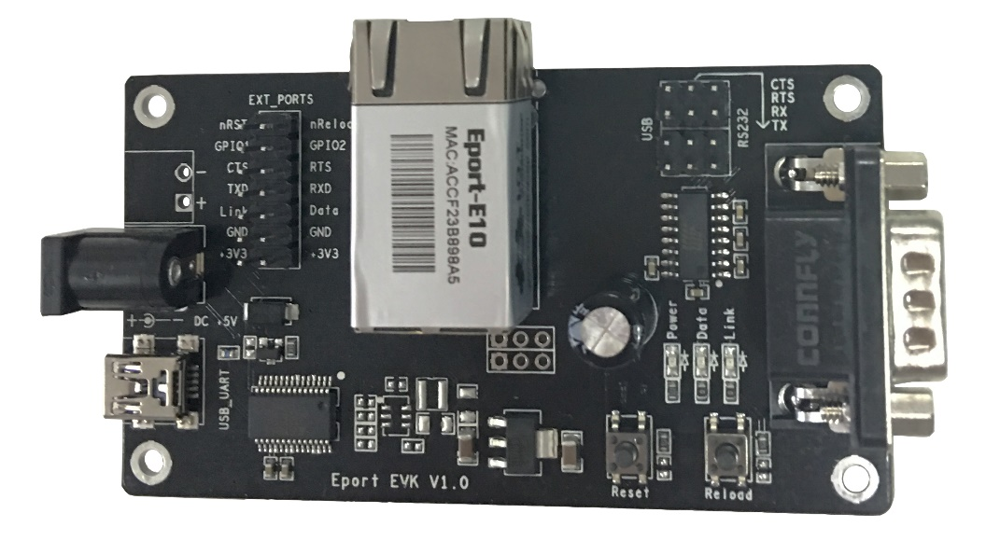 EXT_PORTS
nRST
GPIO1
GPIO2
CTS
RTS
TXD
RXD
Link
Data
GND
GND
+3V3
+3V3
Eport-E10
MAC:ACCF23B898A5
CTS
RTS
RX
TX
USB
RS232
-
+
+ -
DC +5V
USB_UART
Power
Data
Link
CONNFLY
Eport EVK V1.0
Reset
Reload